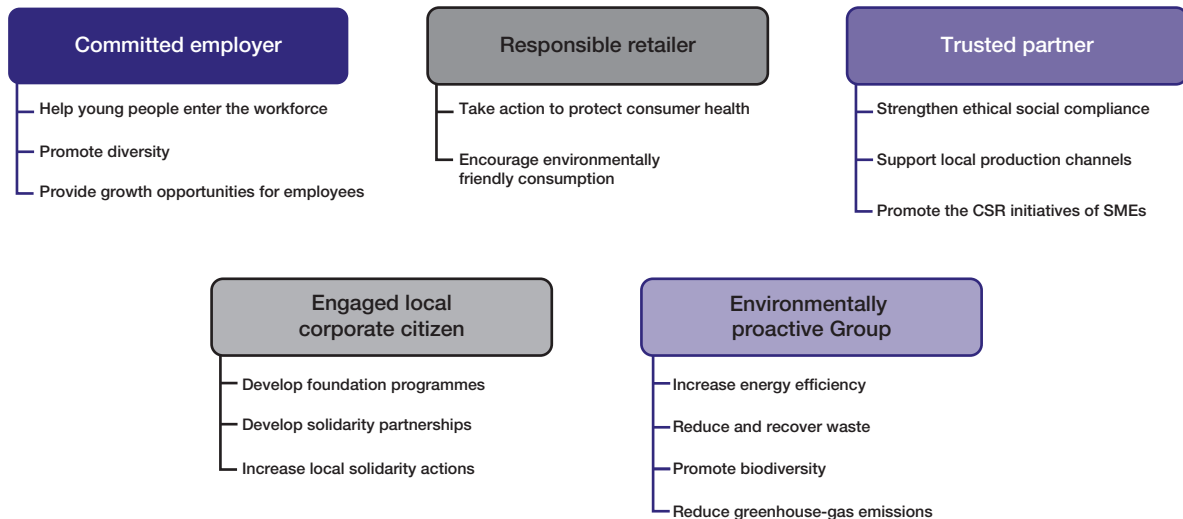 Committed employer
Help young people enter the workforce
Promote diversity
Provide growth opportunities for employees
Responsible retailer
Take action to protect consumer health
Encourage environmentally
friendly consumption
Trusted partner
Strengthen ethical social compliance
Support local production channels
Promote the CSR initiatives of SMEs
Engaged local
corporate citizen
Develop foundation programmes
Develop solidarity partnerships
Increase local solidarity actions
Environmentally
proactive Group
Increase energy efficiency
Reduce and recover waste
Promote biodiversity
Reduce greenhouse-gas emissions